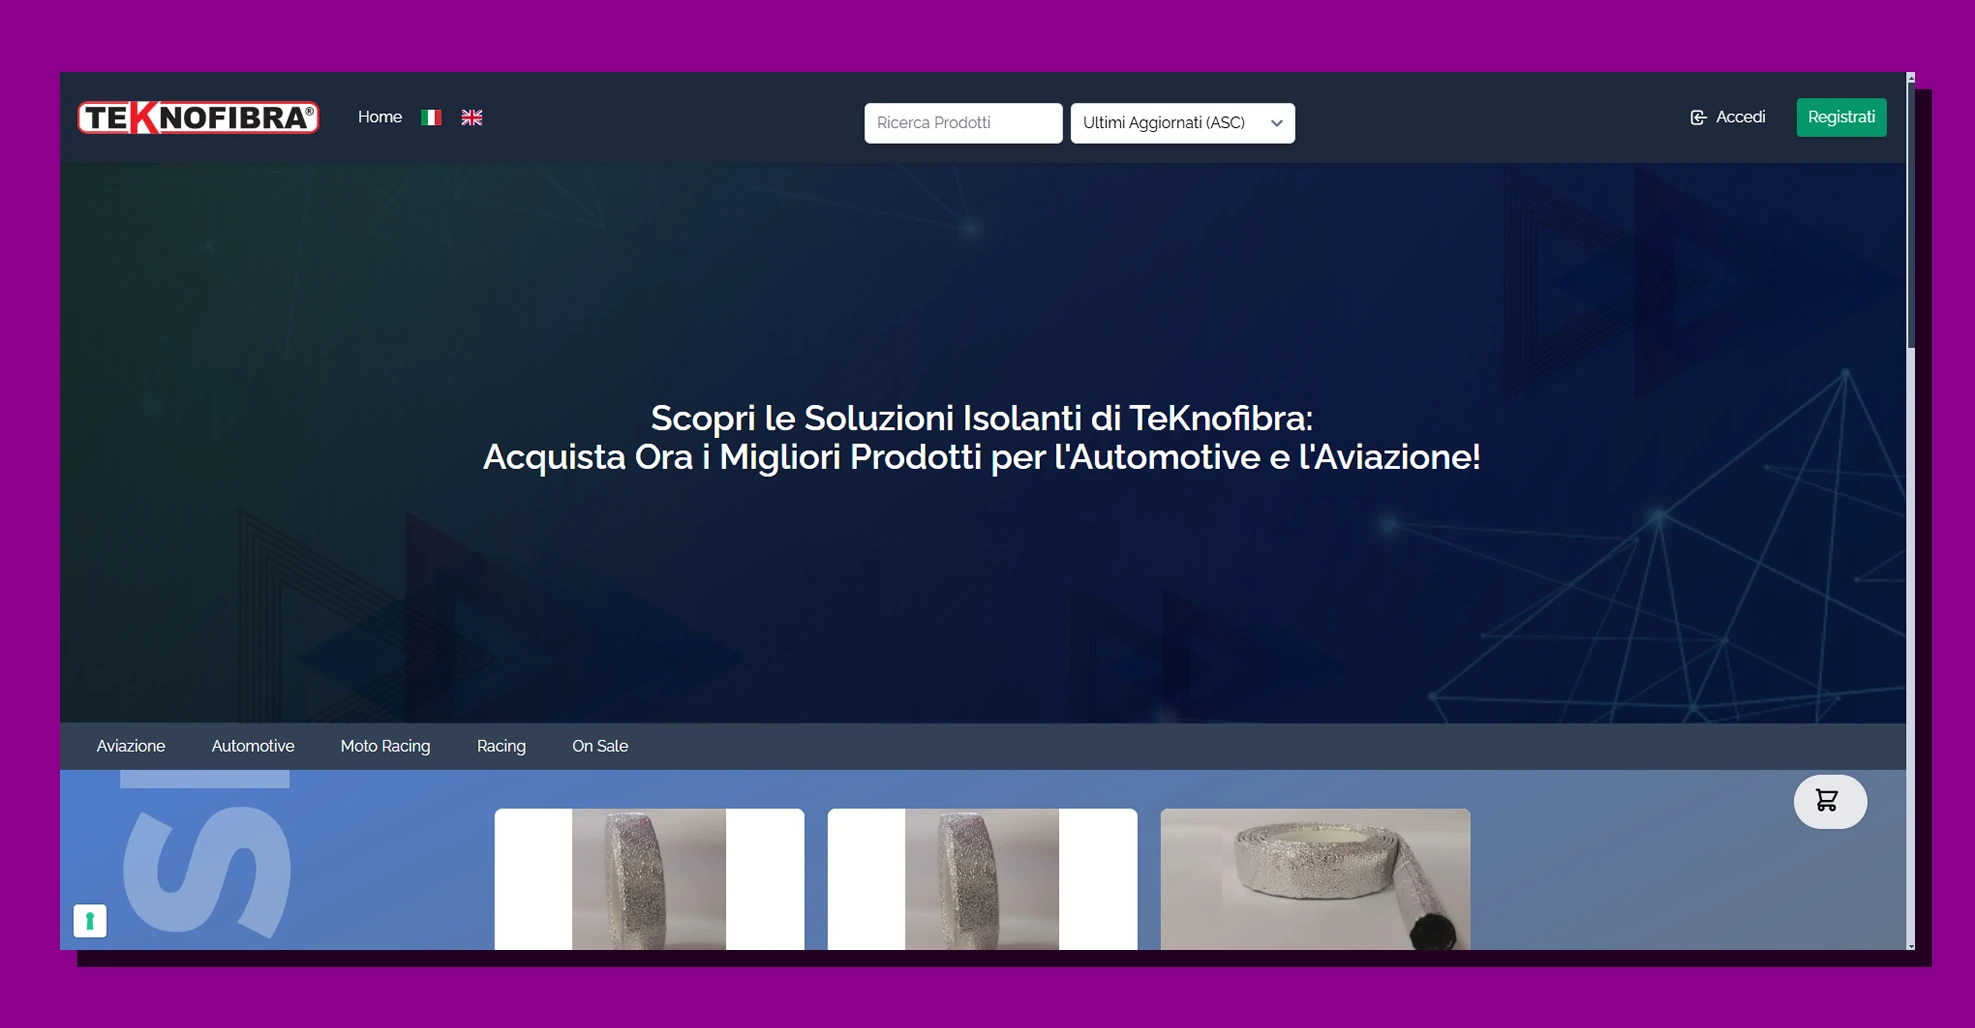 TEKNOFIBRA®
Home
Ricerca Prodotti
Ultimi Aggiornati (ASC)
Accedi
Registrati
Scopri le Soluzioni Isolanti di TeKnofibra:
Acquista Ora i Migliori Prodotti per l'Automotive e l'Aviazione!
Aviazione
Automotive
Moto Racing
Racing
On Sale